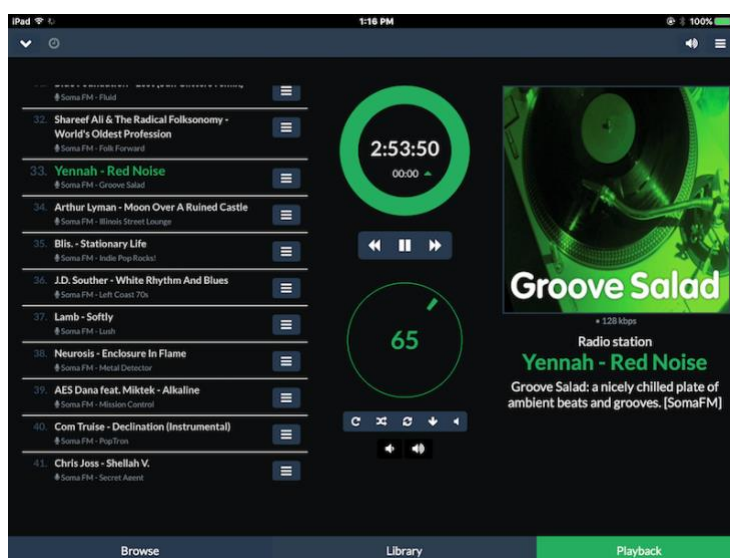 iPad
1:16 PM
100%
Soma FM - Fluid
32. Shareef Ali & The Radical Folksonomy -
World's Oldest Profession
Soma FM - Folk Forward
33. Yennah - Red Noise
Soma FM - Groove Salad
34. Arthur Lyman - Moon Over A Ruined Castle
Soma FM - Illinois Street Lounge
35. Blis. - Stationary Life
Soma FM - Indie Pop Rocks!
36. J.D. Souther - White Rhythm And Blues
Soma FM - Left Coast 70s
37. Lamb - Softly
Soma FM - Lush
38. Neurosis - Enclosure In Flame
Soma FM - Metal Detector
39. AES Dana feat. Miktek - Alkaline
Soma FM - Mission Control
40. Com Truise - Declination (Instrumental)
Soma FM - PopTron
41. Chris Joss - Shellah V.
Soma FM - Secret Agent
2:53:50
00:00
65
Groove Salad
• 128 kbps
Radio station
Yennah - Red Noise
Groove Salad: a nicely chilled plate of
ambient beats and grooves. [SomaFM]
Browse
Library
Playback